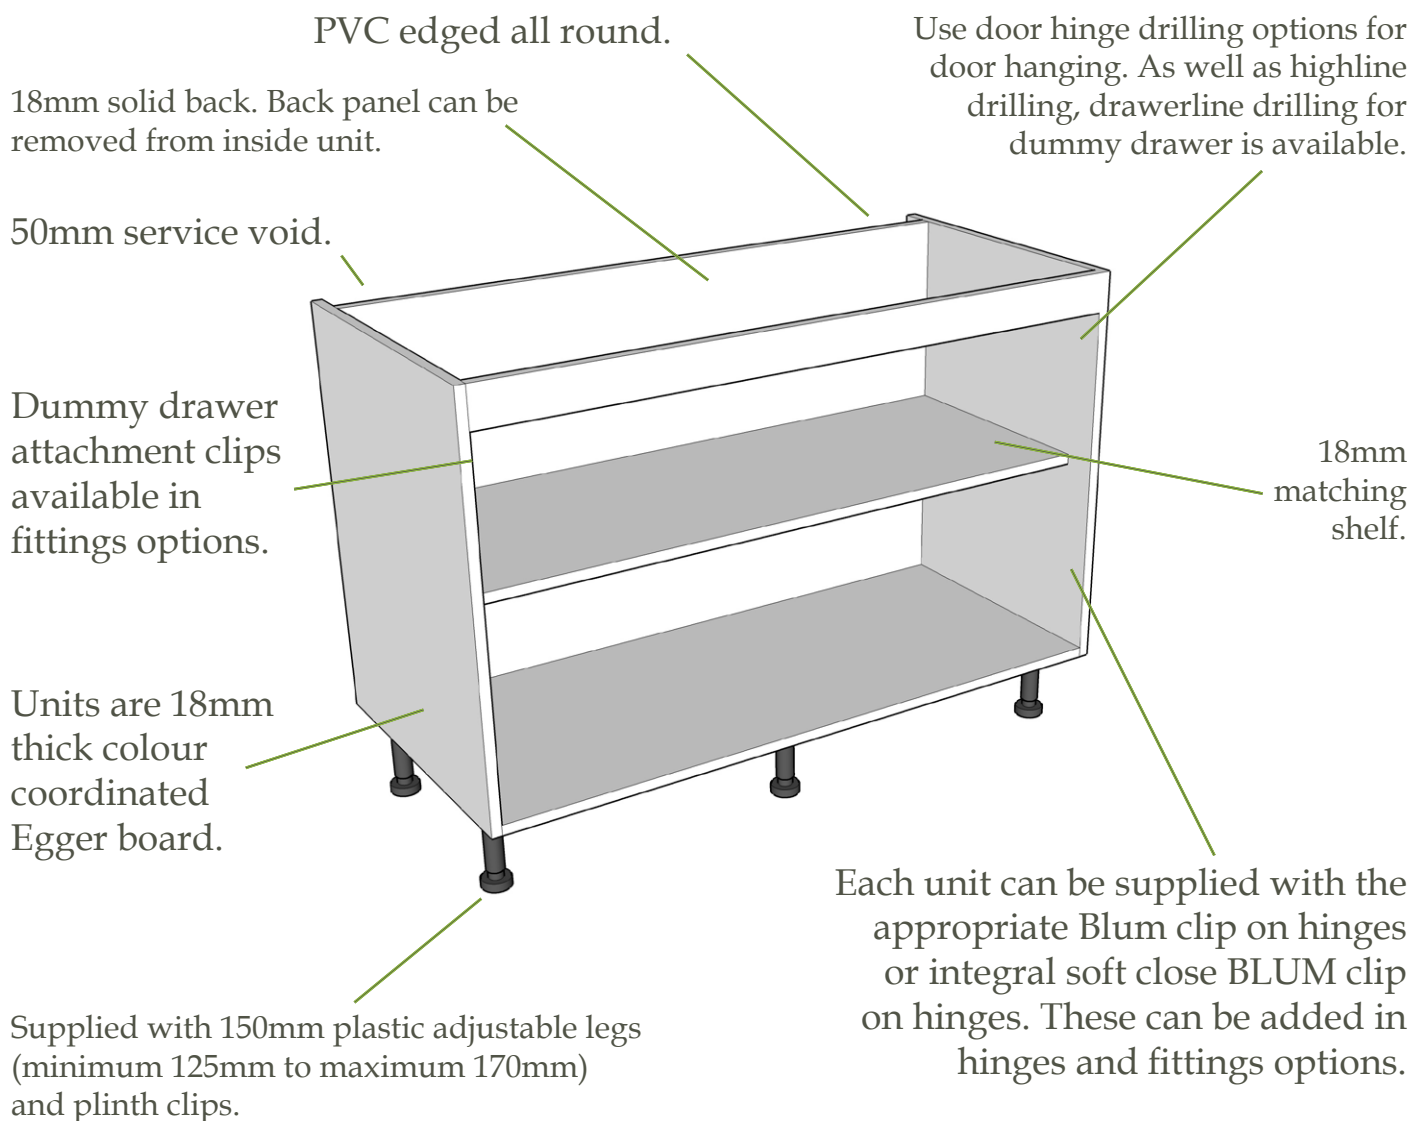 PVC edged all round.
Use door hinge drilling options for
door hanging. As well as highline
drilling, drawerline drilling for
dummy drawer is available.
18mm solid back. Back panel can be
removed from inside unit.
50mm service void.
Dummy drawer
attachment clips
available in
fittings options.
18mm
matching
shelf.
Units are 18mm
thick colour
coordinated
Egger board.
Each unit can be supplied with the
appropriate Blum clip on hinges
or integral soft close BLUM clip
on hinges. These can be added in
hinges and fittings options.
Supplied with 150mm plastic adjustable legs
(minimum 125mm to maximum 170mm)
and plinth clips.